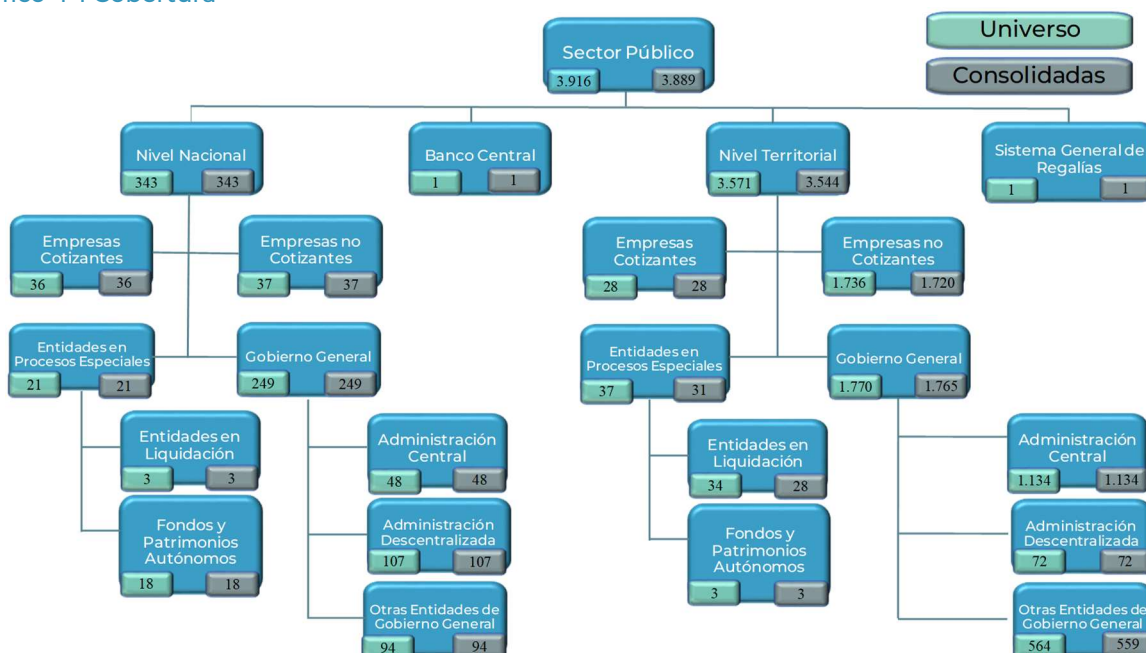 Cobertura
Universo
Consolidadas
Sector Público
3.916 3.889
Nivel Nacional
343 343
Banco Central
1 1
Nivel Territorial
3.571 3.544
Sistema General de
Regalías
1 1
Empresas
Cotizantes
36 36
Empresas no
Cotizantes
37 37
Empresas
Cotizantes
28 28
Empresas no
Cotizantes
1.736 1.720
Entidades en
Procesos Especiales
21 21
Gobierno General
249 249
Entidades en
Procesos Especiales
37 31
Gobierno General
1.770 1.765
Entidades en
Liquidación
3 3
Administración
Central
48 48
Entidades en
Liquidación
34 28
Administración
Central
1.134 1.134
Fondos y
Patrimonios
Autónomos
18 18
Administración
Descentralizada
107 107
Fondos y
Patrimonios
Autónomos
3 3
Administración
Descentralizada
72 72
Otras Entidades de
Gobierno General
94 94
Otras Entidades de
Gobierno General
564 559